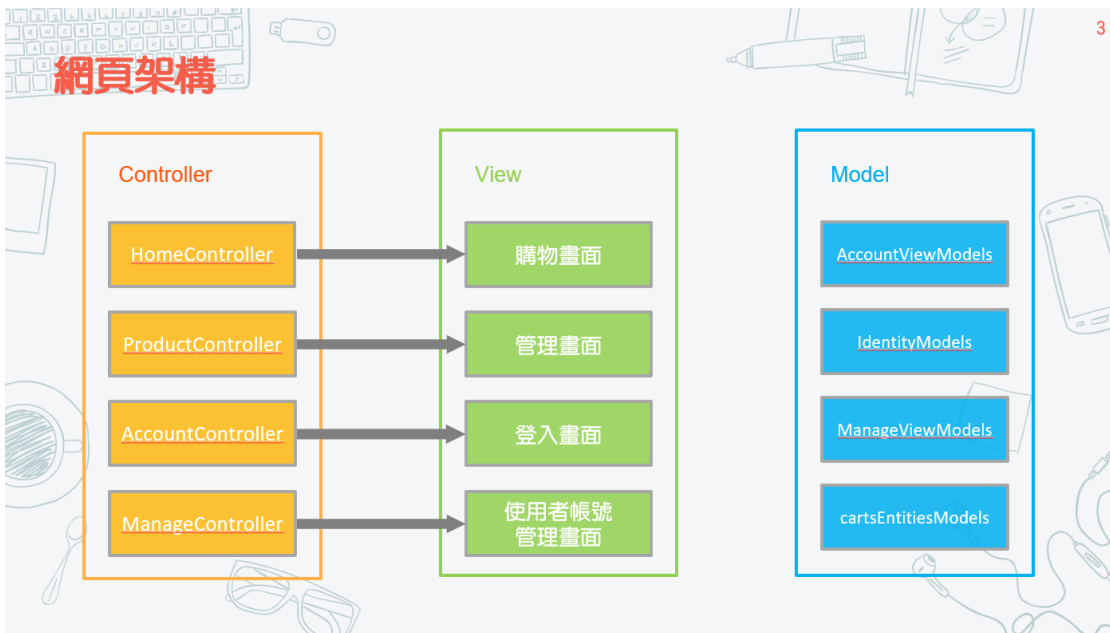 3
網頁架構
Controller
HomeController
ProductController
AccountController
ManageController
View
購物畫面
管理畫面
登入畫面
使用者帳號
管理畫面
Model
AccountViewModels
IdentityModels
ManageViewModels
cartsEntitiesModels